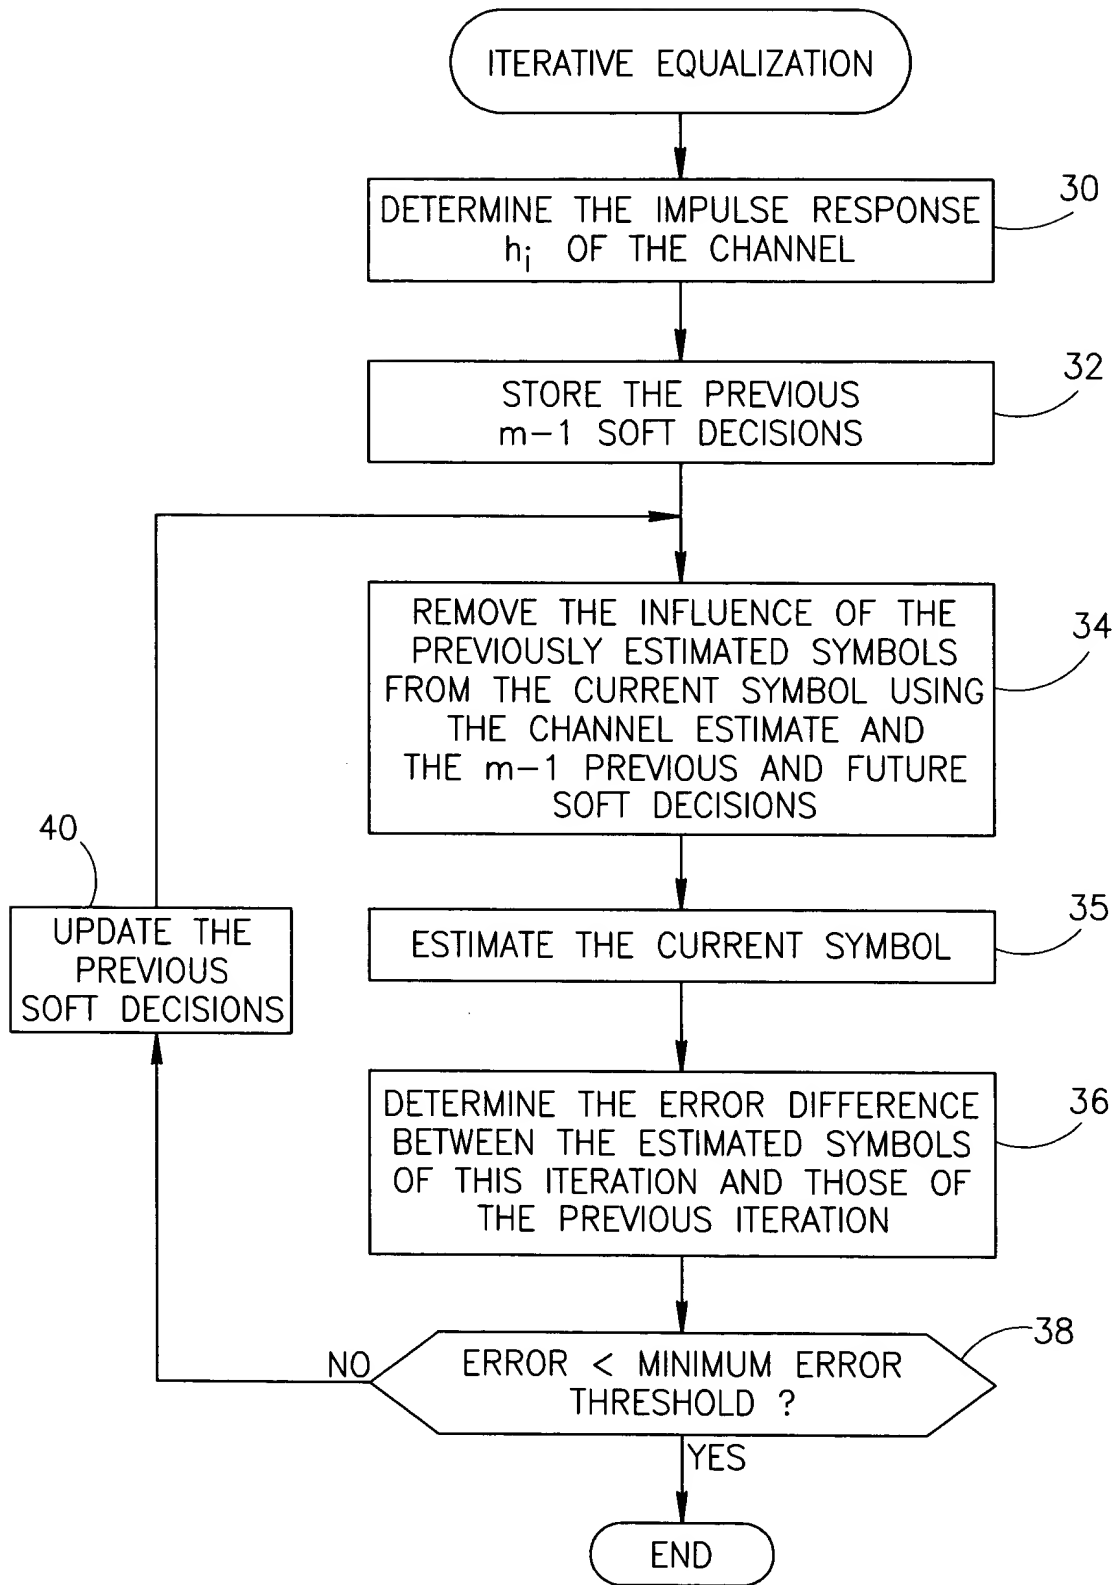 ITERATIVE EQUALIZATION
30
DETERMINE THE IMPULSE RESPONSE
hi OF THE CHANNEL
32
STORE THE PREVIOUS
m-1 SOFT DECISIONS
34
REMOVE THE INFLUENCE OF THE
PREVIOUSLY ESTIMATED SYMBOLS
FROM THE CURRENT SYMBOL USING
THE CHANNEL ESTIMATE AND
THE m-1 PREVIOUS AND FUTURE
SOFT DECISIONS
40
UPDATE THE
PREVIOUS
SOFT DECISIONS
35
ESTIMATE THE CURRENT SYMBOL
36
DETERMINE THE ERROR DIFFERENCE
BETWEEN THE ESTIMATED SYMBOLS
OF THIS ITERATION AND THOSE OF
THE PREVIOUS ITERATION
38
NO
ERROR < MINIMUM ERROR
THRESHOLD ?
YES
END